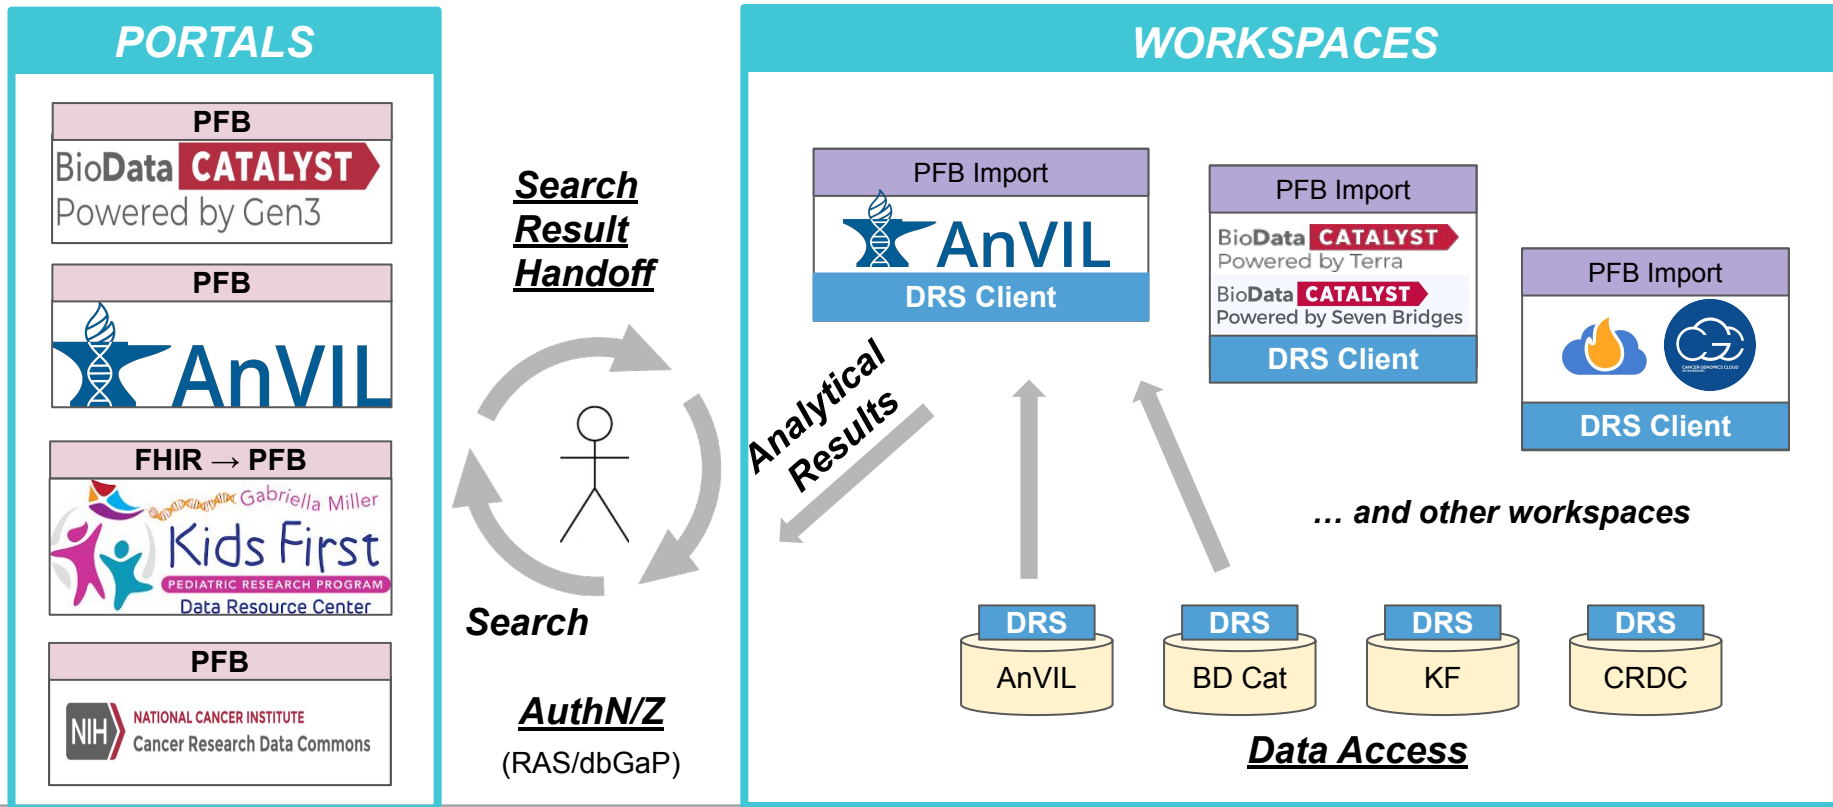 PORTALS
PFB
BioData CATALYST
Powered by Gen3
PFB
AnVIL
FHIR → PFB
Gabriella Miller
Kids First
PEDIATRIC RESEARCH PROGRAM
Data Resource Center
PFB
NIH
NATIONAL CANCER INSTITUTE
Cancer Research Data Commons
Search
Result
Handoff
Search
AuthN/Z
(RAS/dbGaP)
WORKSPACES
PFB Import
AnVIL
DRS Client
PFB Import
BioData CATALYST
Powered by Terra
BioData CATALYST
Powered by Seven Bridges
DRS Client
PFB Import
CGC
CANCER GENOMICS CLOUD
DRS Client
Analytical
Results
... and other workspaces
DRS
AnVIL
DRS
BD Cat
DRS
KF
DRS
CRDC
Data Access